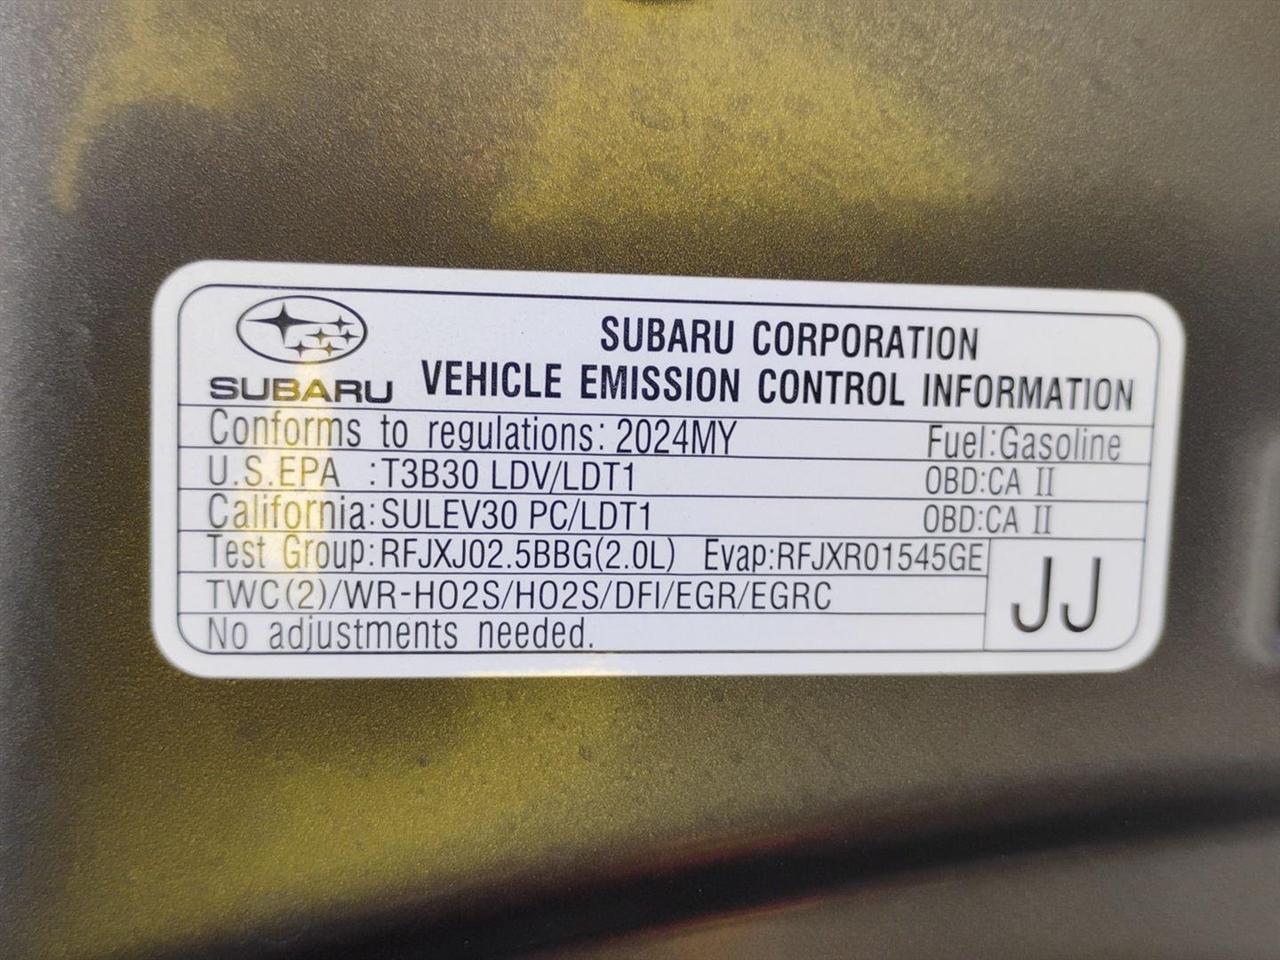 SUBARU CORPORATION
SUBARU VEHICLE EMISSION CONTROL INFORMATION
Conforms to regulations: 2024MY Fuel:Gasoline
U.S.EPA :T3B30 LDV/LDT1 OBD:CA II
California:SULEV30 PC/LDT1 OBD:CA II
Test Group:RFJXJ02.5BBG(2.0L) Evap:RFJXR01545GE
JJ
TWC(2)/WR-HO2S/HO2S/DFI/EGR/EGRC
No adjustments needed.